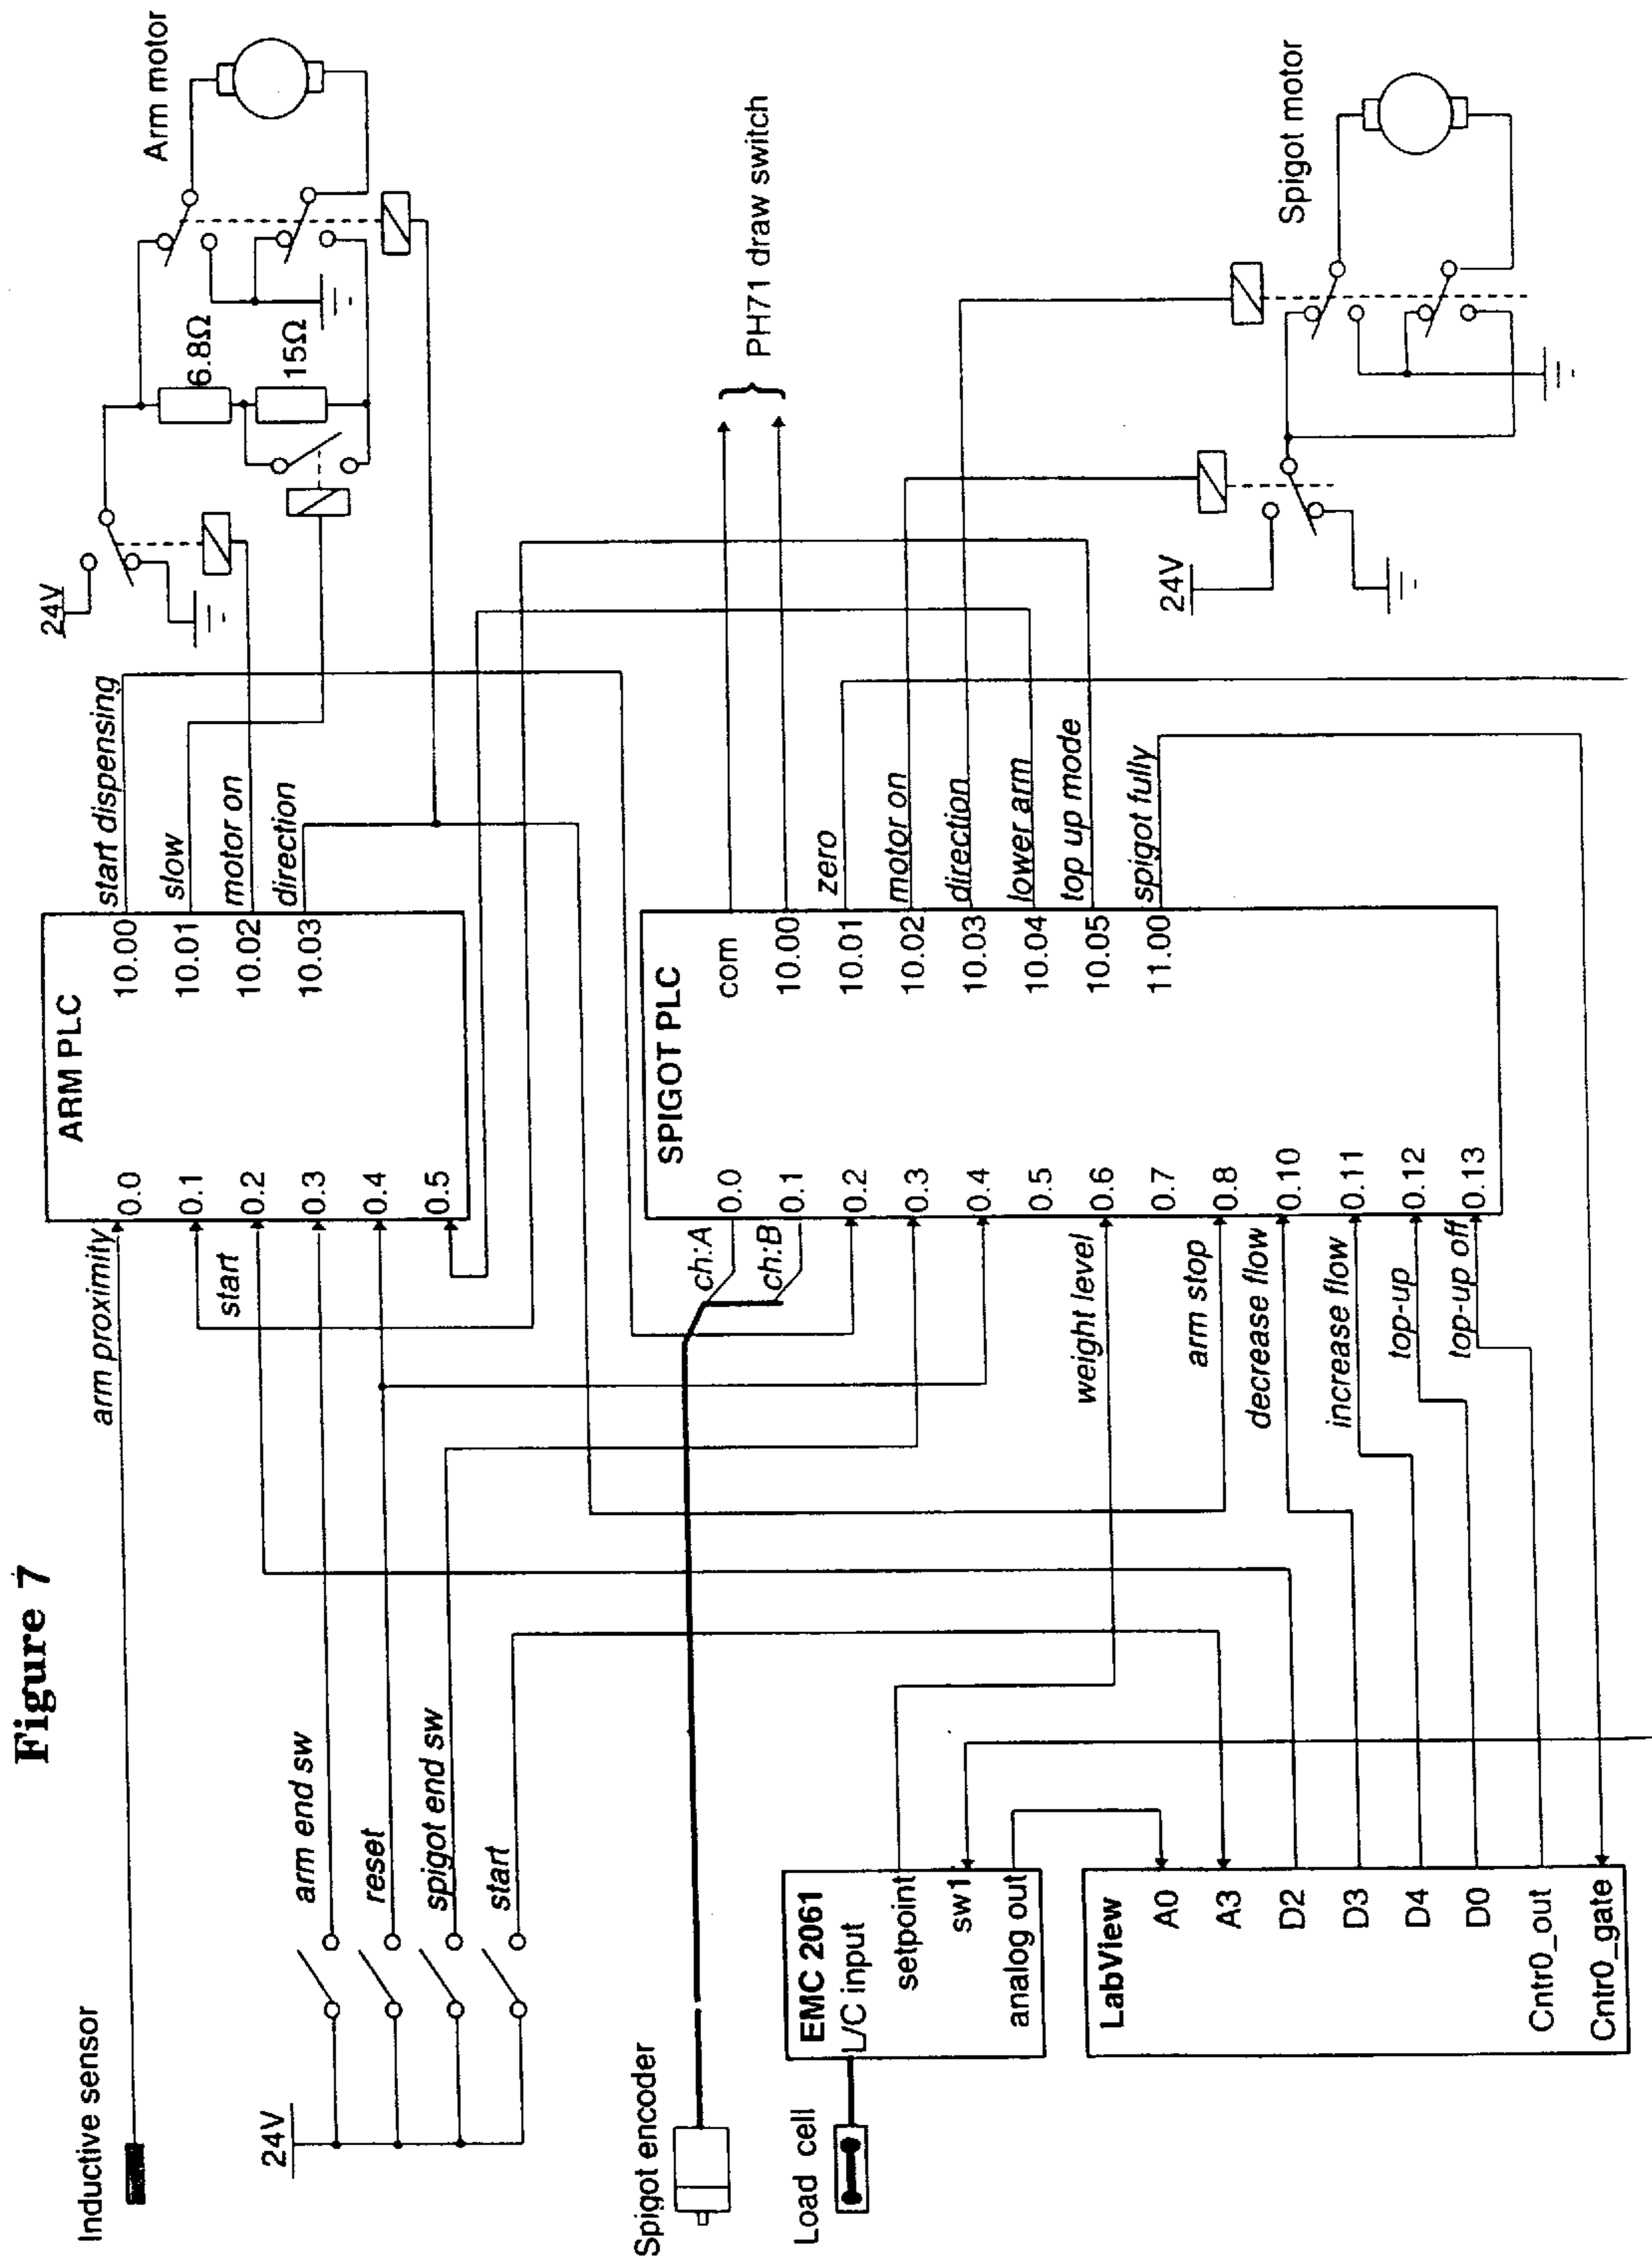 Figure 7
Inductive sensor
24V
arm end sw
reset
spigot end sw
start
Spigot encoder
Load cell
EMC 2061
L/C input
setpoint
sw1
analog out
LabView
A0
A3
D2
D3
D4
D0
Cntr0_out
Cntr0_gate
arm proximity
start
ARM PLC
0.0
0.1
0.2
0.3
0.4
0.5
10.00
10.01
10.02
10.03
start dispensing
slow
motor on
direction
ch:A
ch:B
weight level
arm stop
decrease flow
increase flow
top-up
top-up off
SPIGOT PLC
0.0
0.1
0.2
0.3
0.4
0.5
0.6
0.7
0.8
0.10
0.11
0.12
0.13
com
10.00
10.01
10.02
10.03
10.04
10.05
11.00
zero
motor on
direction
lower arm
top up mode
spigot fully
24V
6.8Ω
15Ω
Arm motor
PH71 draw switch
24V
Spigot motor